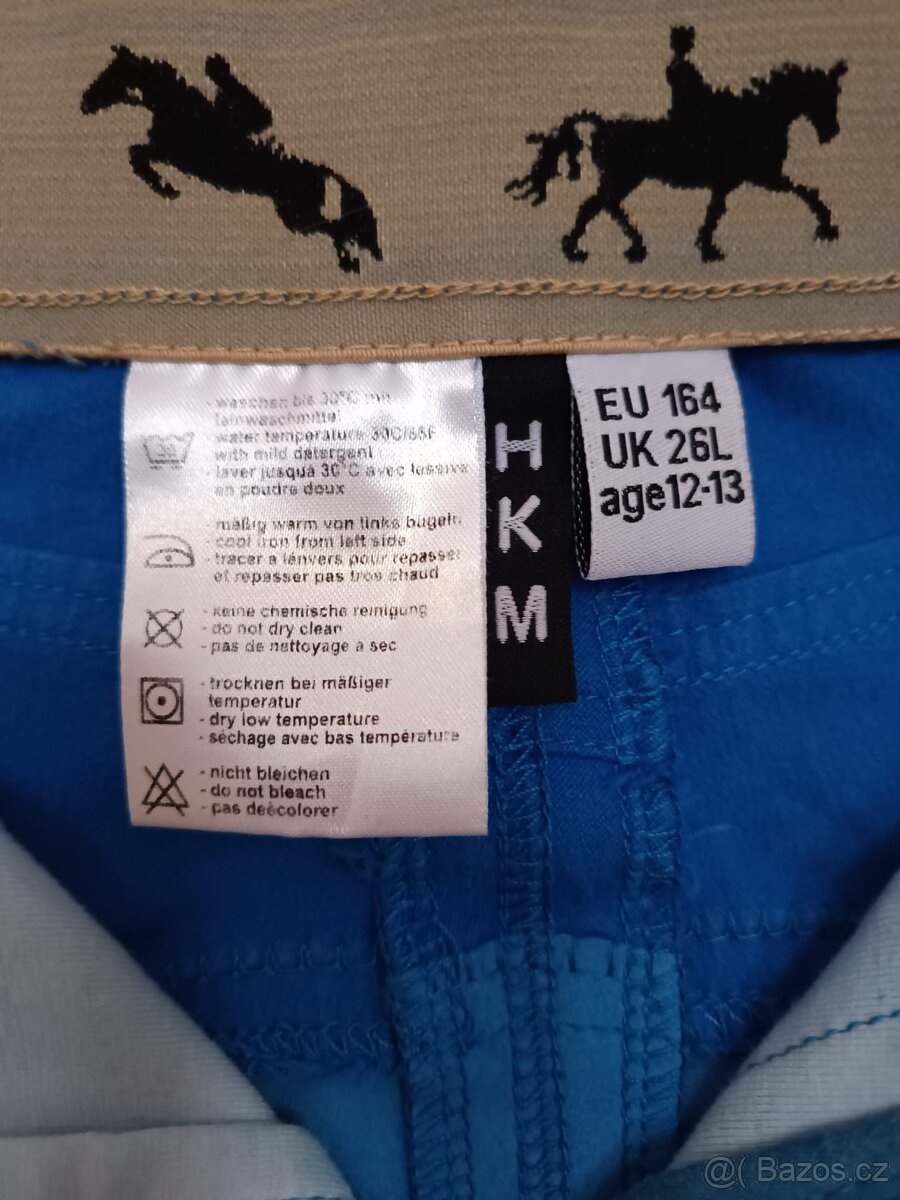 - waschen bis 30°C mit
feinwaschmittel
- water temperature 30C/85F
with mild detergent
- laver jusquà 30°C avec lessive
en poudre doux
- mäßig warm von links bügeln
- cool iron from left side
- tracer a lenvers pour repasser
et repasser pas tros chaud
- keine chemische reinigung
- do not dry clean
- pas de nettoyage a sec
- trocknen bei mäßiger
temperatur
- dry low temperature
- séchage avec bas température
- nicht bleichen
- do not bleach
- pas deécolorer
H
K
M
EU 164
UK 26L
age12-13
@( Bazos.cz